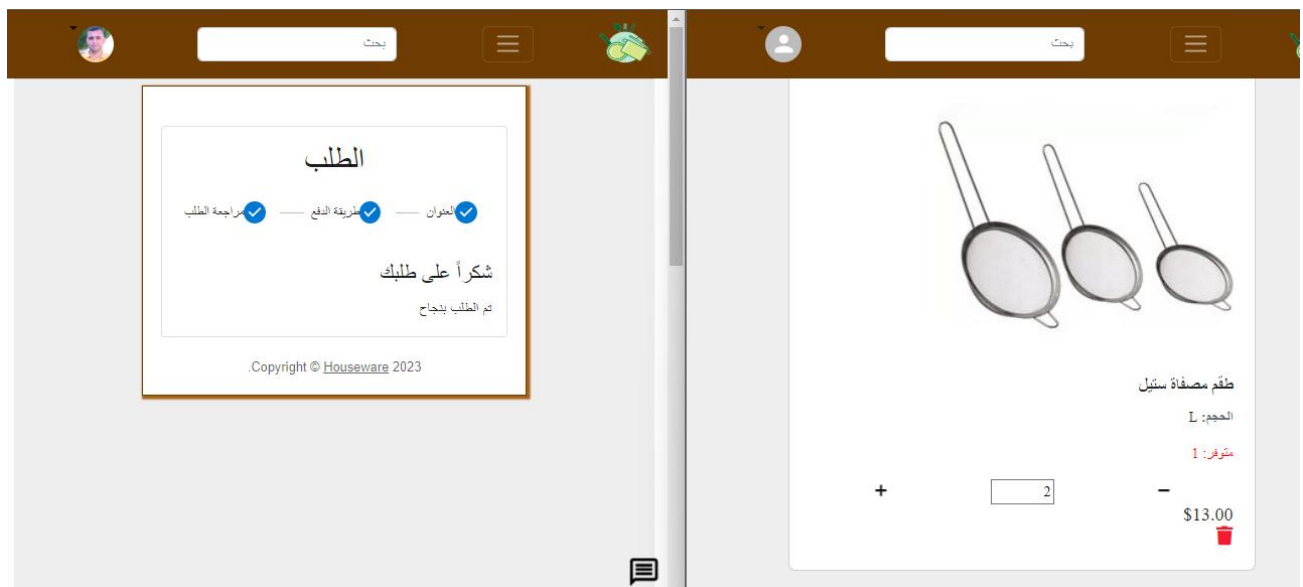 بحث
الطلب
العنوان
طريقة الدفع
مراجعة الطلب
شكراً على طلبك
تم الطلب بنجاح
Copyright © Houseware 2023.
بحث
طقم مصفاة ستيل
الحجم: L
متوفر: 1
+ 2 −
$13.00